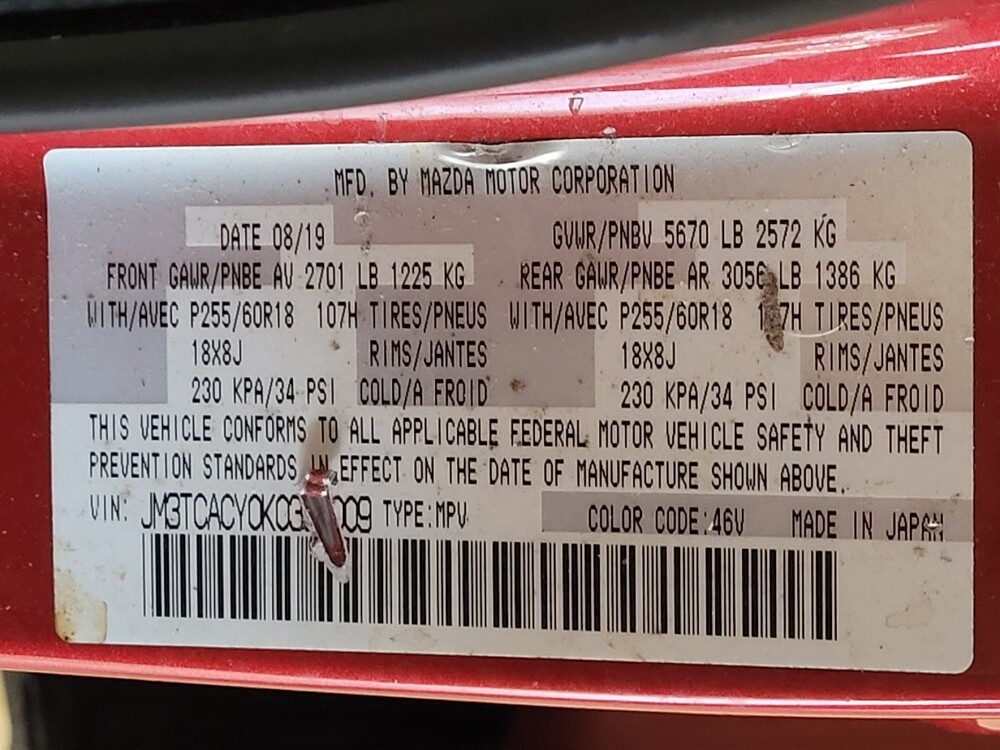 MFD. BY MAZDA MOTOR CORPORATION
DATE 08/19 GVWR/PNBV 5670 LB 2572 KG
FRONT GAWR/PNBE AV 2701 LB 1225 KG REAR GAWR/PNBE AR 3056 LB 1386 KG
WITH/AVEC P255/60R18 107H TIRES/PNEUS WITH/AVEC P255/60R18 TIRES/PNEUS
18X8J RIMS/JANTES 18X8J RIMS/JANTES
230 KPA/34 PSI COLD/A FROID 230 KPA/34 PSI COLD/A FROID
THIS VEHICLE CONFORMS TO ALL APPLICABLE FEDERAL MOTOR VEHICLE SAFETY AND THEFT
PREVENTION STANDARDS IN EFFECT ON THE DATE OF MANUFACTURE SHOWN ABOVE.
VIN: TYPE:MPV COLOR CODE:46V MADE IN JAPAN